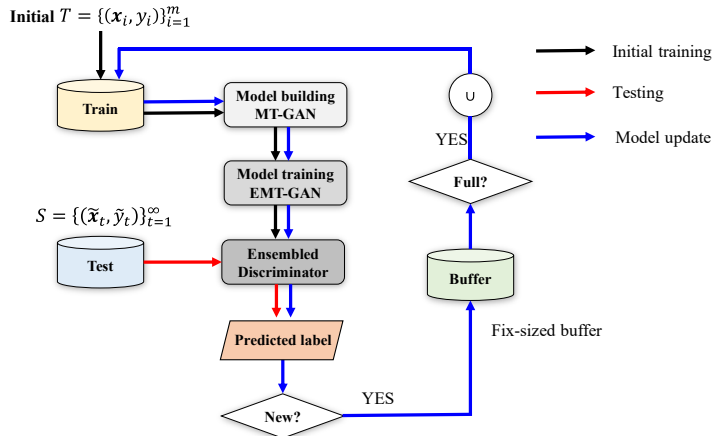 Initial T = {(x_i, y_i)}_{i=1}^{m}
Train
Model building
MT-GAN
Model training
EMT-GAN
S = {(x̃_t, ỹ_t)}_{t=1}^{∞}
Test
Ensembled
Discriminator
Predicted label
New?
YES
Fix-sized buffer
Buffer
Full?
YES
∪
Initial training
Testing
Model update